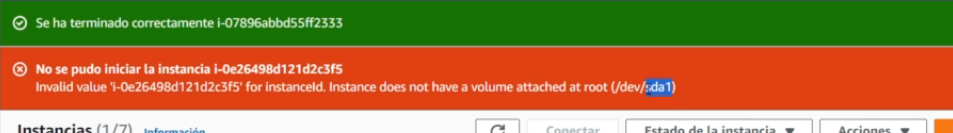 Se ha terminado correctamente i-07896abbd55ff2333
No se pudo iniciar la instancia i-0e26498d121d2c3f5
Invalid value 'i-0e26498d121d2c3f5' for instanceId. Instance does not have a volume attached at root (/dev/sda1)
Instancias (1/7) Información Conectar Estado de la instancia Acciones